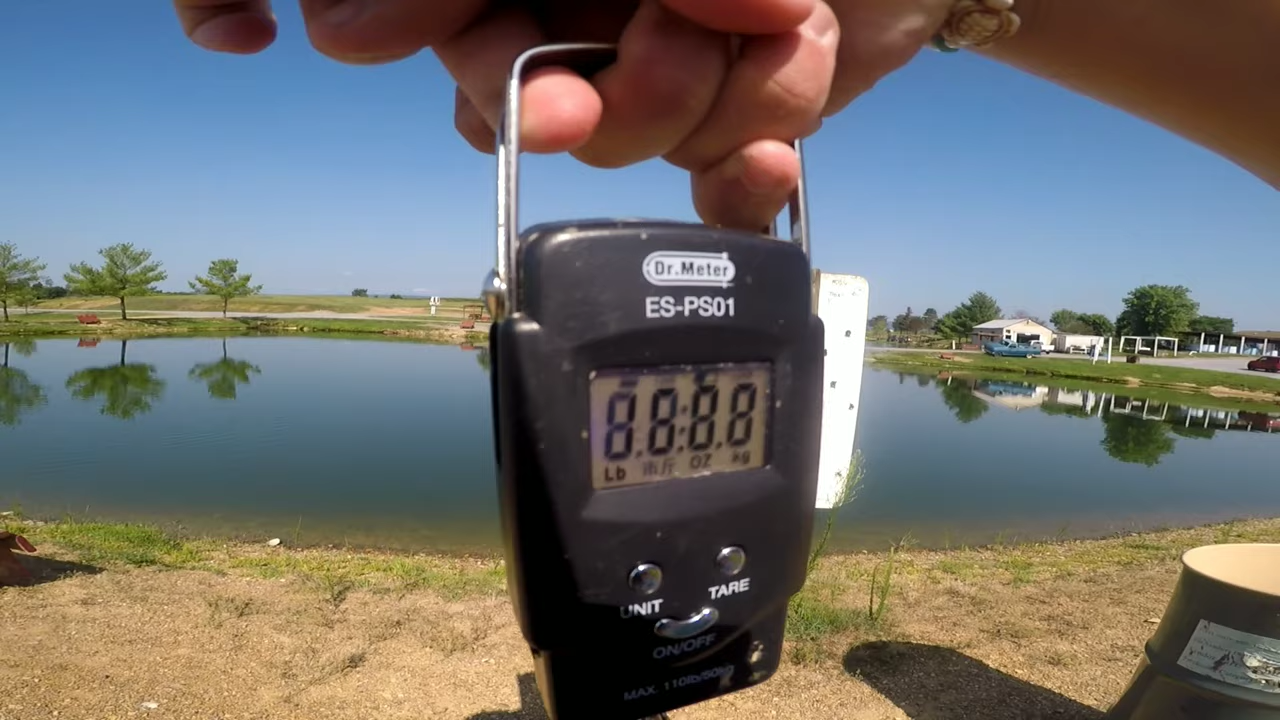 Dr.Meter
ES-PS01
8.8:8.8
Lb 市斤 OZ kg
UNIT
TARE
ON/OFF
MAX. 110lb/50kg